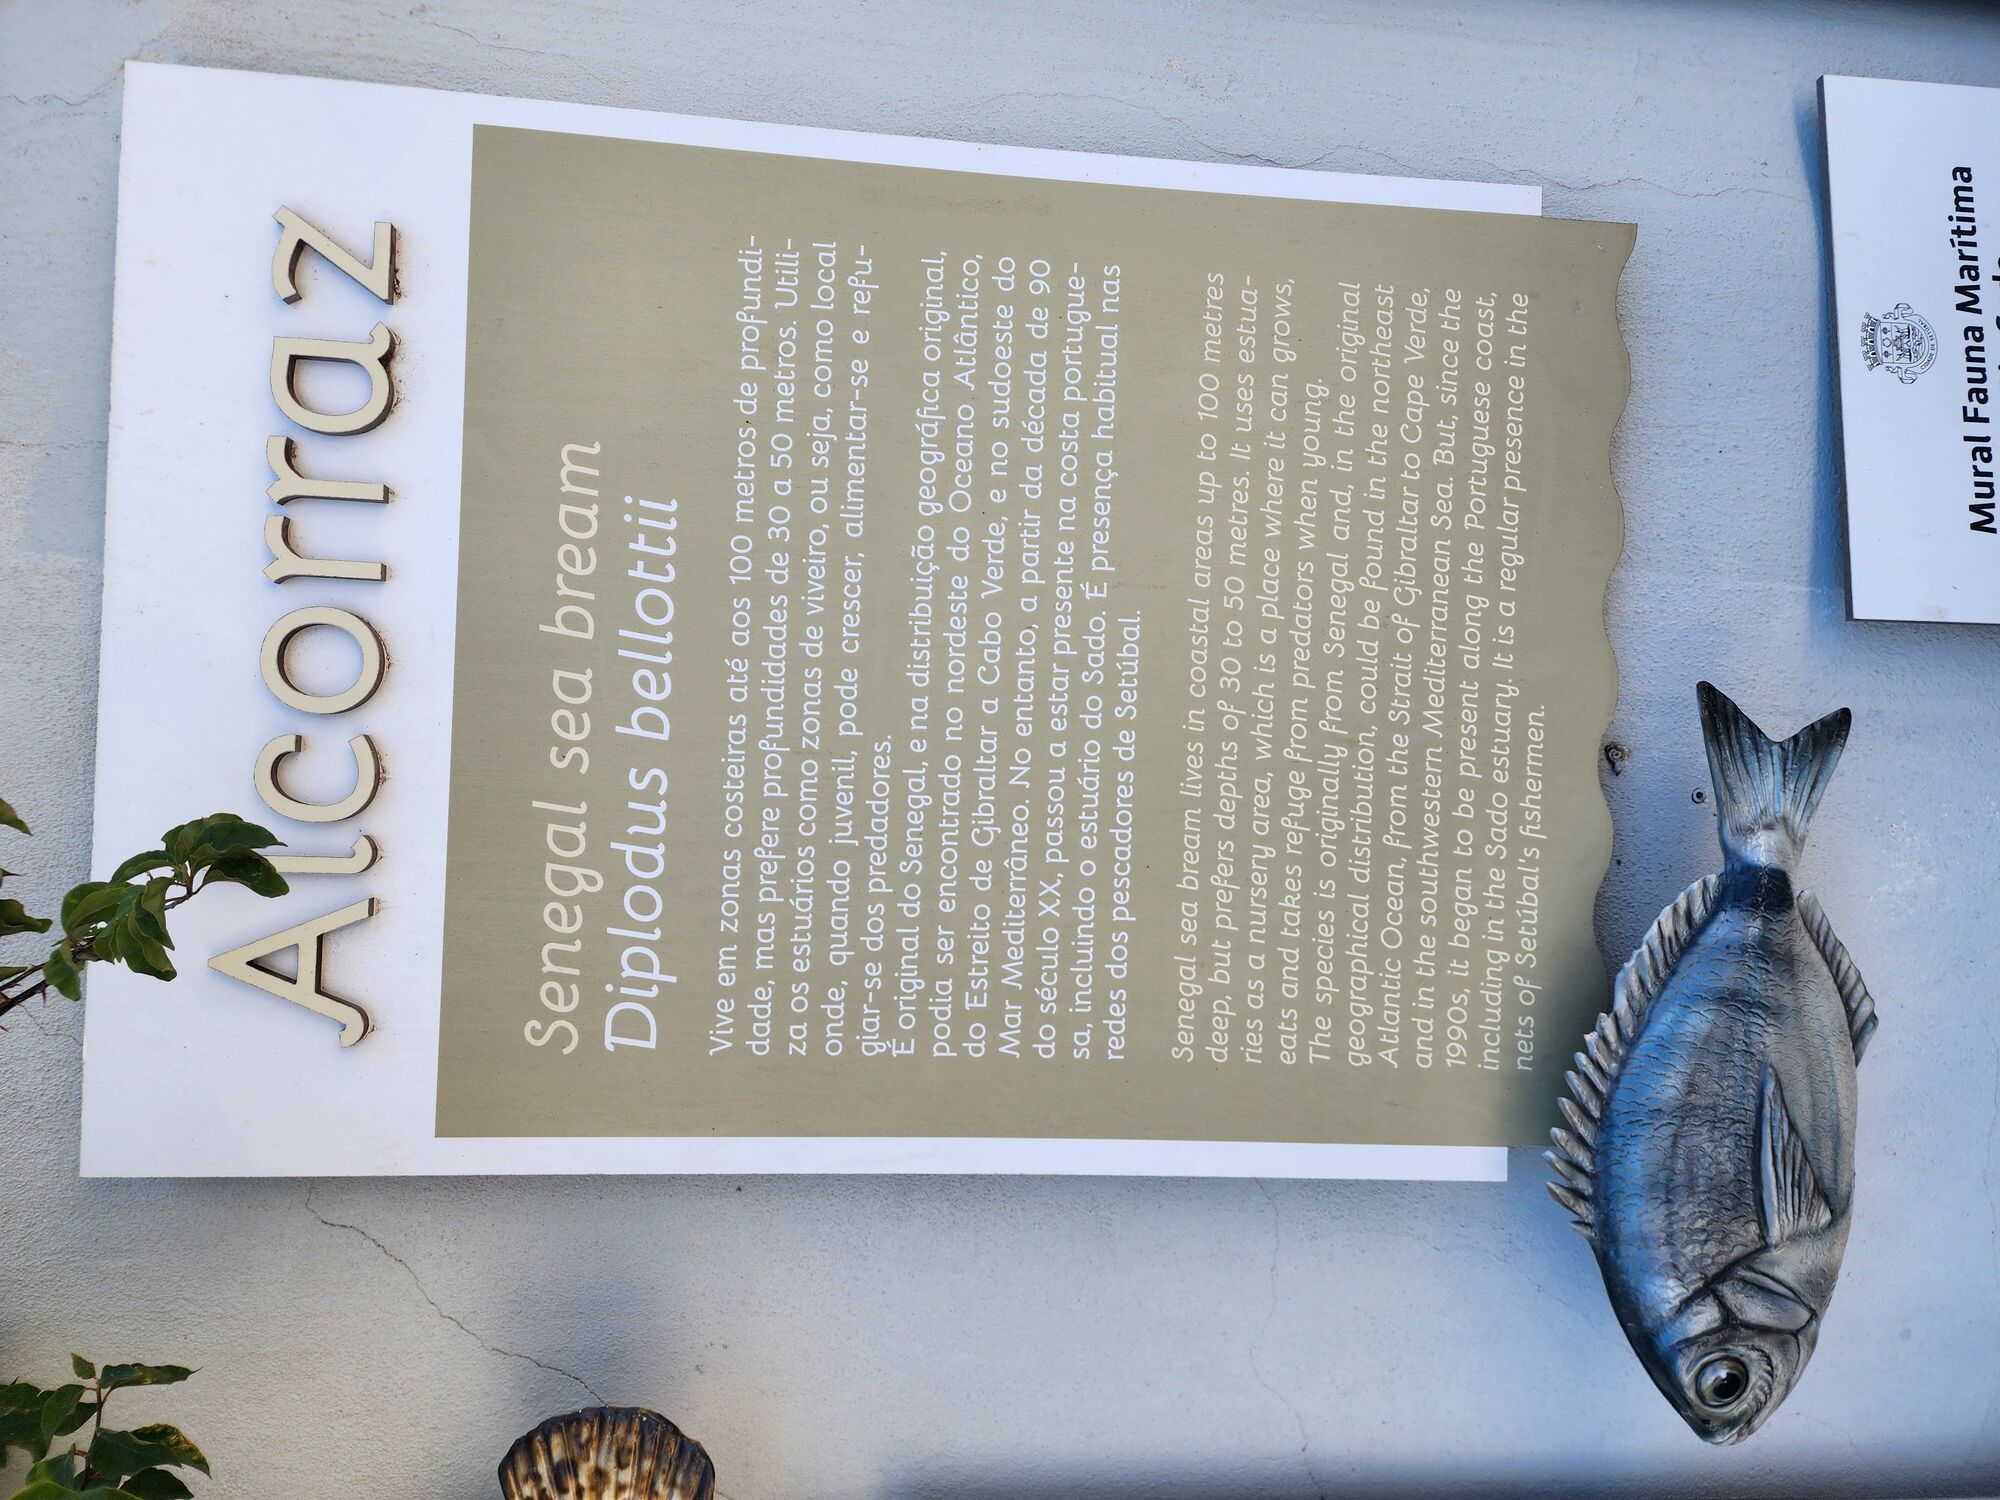 Alcorraz
Senegal sea bream
Diplodus bellottii
Vive em zonas costeiras até aos 100 metros de profundi-
dade, mas prefere profundidades de 30 a 50 metros. Utili-
za os estuários como zonas de viveiro, ou seja, como local
onde, quando juvenil, pode crescer, alimentar-se e refu-
giar-se dos predadores.
É original do Senegal, e na distribuição geográfica original,
podia ser encontrado no nordeste do Oceano Atlântico,
do Estreito de Gibraltar a Cabo Verde, e no sudoeste do
Mar Mediterrâneo. No entanto, a partir da década de 90
do século XX, passou a estar presente na costa portugue-
sa, incluindo o estuário do Sado. É presença habitual nas
redes dos pescadores de Setúbal.
Senegal sea bream lives in coastal areas up to 100 metres
deep, but prefers depths of 30 to 50 metres. It uses estua-
ries as a nursery area, which is a place where it can grows,
eats and takes refuge from predators when young.
The species is originally from Senegal and, in the original
geographical distribution, could be found in the northeast
Atlantic Ocean, from the Strait of Gibraltar to Cape Verde,
and in the southwestern Mediterranean Sea. But, since the
1990s, it began to be present along the Portuguese coast,
including in the Sado estuary. It is a regular presence in the
nets of Setúbal's fishermen.
Mural Fauna Marítima